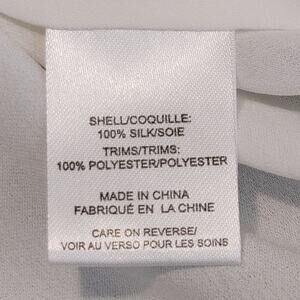 SHELL/COQUILLE:
100% SILK/SOIE
TRIMS/TRIMS:
100% POLYESTER/POLYESTER
MADE IN CHINA
FABRIQUÉ EN LA CHINE
CARE ON REVERSE/
VOIR AU VERSO POUR LES SOINS